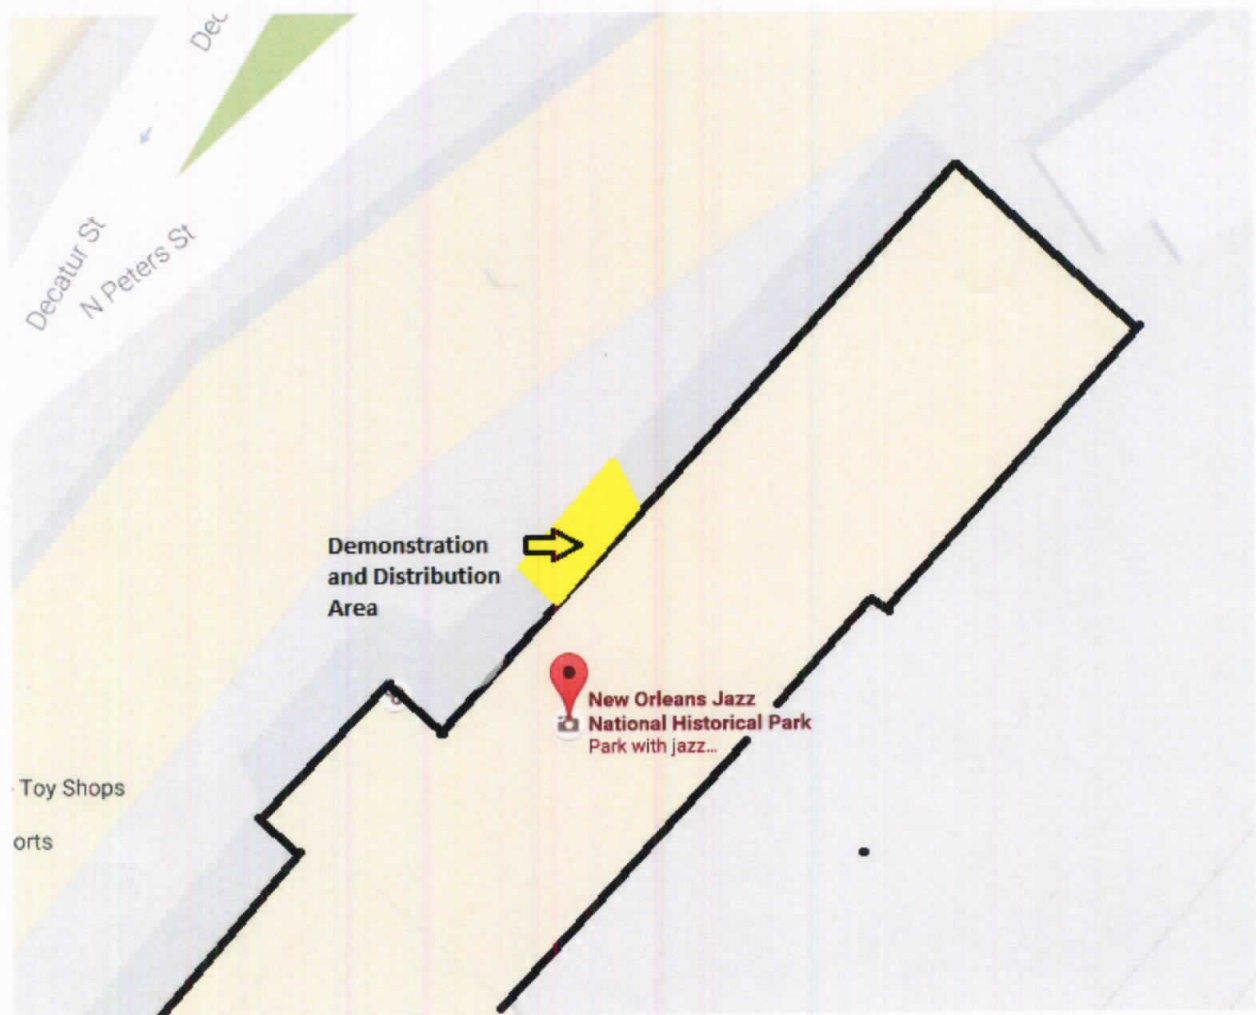 Dec
Decatur St
N Peters St
Demonstration
and Distribution
Area
New Orleans Jazz
National Historical Park
Park with jazz...
Toy Shops
orts